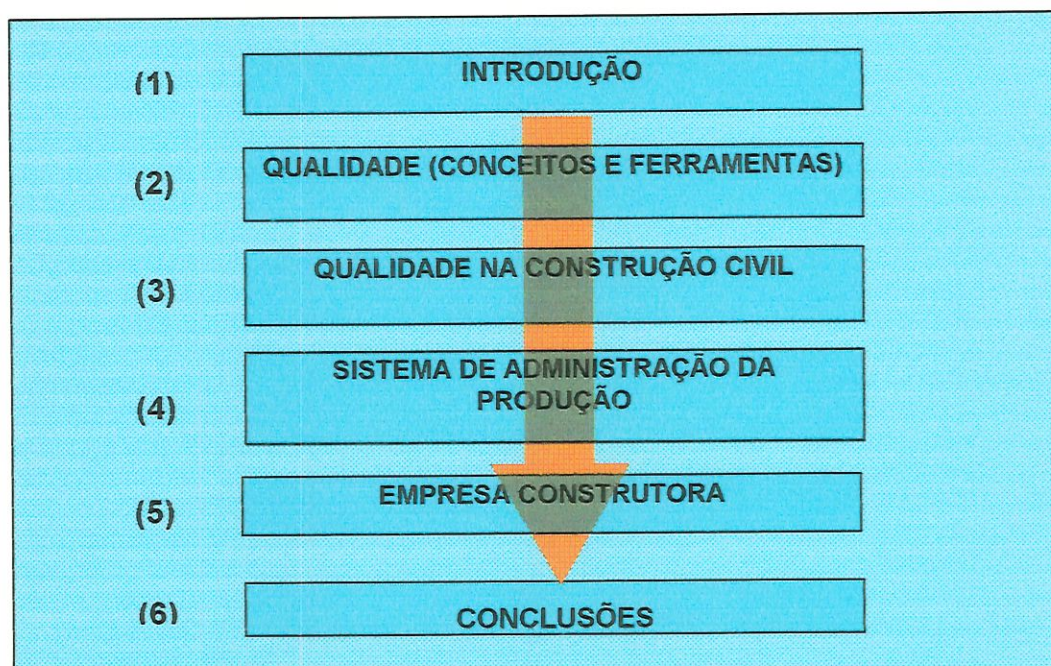 (1) INTRODUÇÃO
(2) QUALIDADE (CONCEITOS E FERRAMENTAS)
(3) QUALIDADE NA CONSTRUÇÃO CIVIL
(4) SISTEMA DE ADMINISTRAÇÃO DA
PRODUÇÃO
(5) EMPRESA CONSTRUTORA
(6) CONCLUSÕES